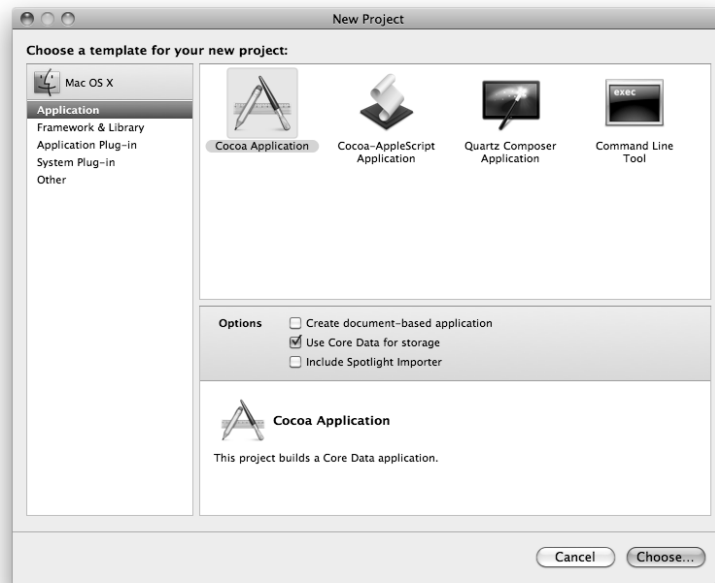 New Project
Choose a template for your new project:
Mac OS X
Application
Framework & Library
Application Plug-in
System Plug-in
Other
Cocoa Application
Cocoa-AppleScript
Application
Quartz Composer
Application
exec
Command Line
Tool
Options
Create document-based application
Use Core Data for storage
Include Spotlight Importer
Cocoa Application
This project builds a Core Data application.
Cancel
Choose...